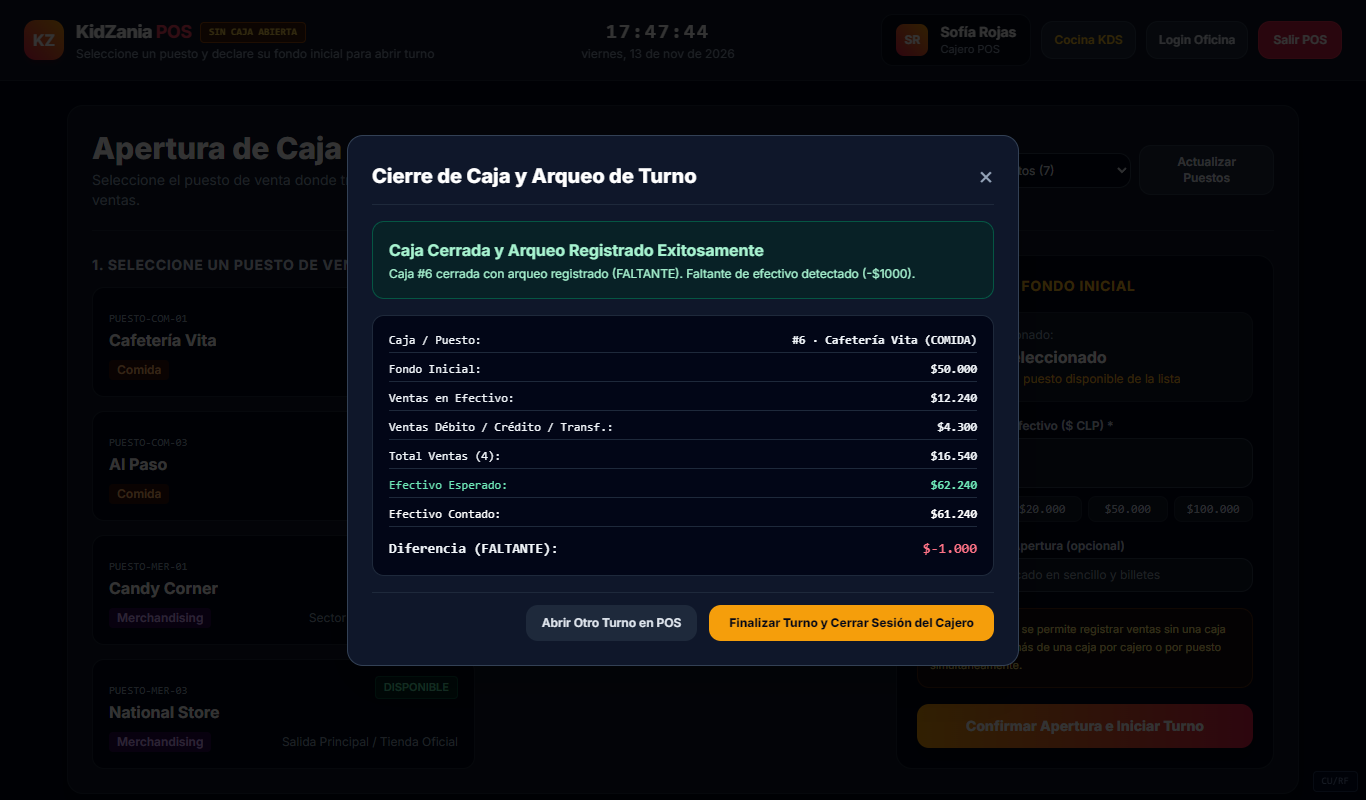 KZ
KidZania POS
SIN CAJA ABIERTA
Seleccione un puesto y declare su fondo inicial para abrir turno
17:47:44
viernes, 13 de nov de 2026
SR
Sofía Rojas
Cajero POS
Cocina KDS
Login Oficina
Salir POS
Apertura de Caja
Seleccione el puesto de venta donde
ventas.
(7)
Actualizar
Puestos
1. SELECCIONE UN PUESTO DE
PUESTO-COM-01
Cafetería Vita
Comida
PUESTO-COM-03
Al Paso
Comida
PUESTO-MER-01
Candy Corner
Merchandising
Sector
PUESTO-MER-03
DISPONIBLE
National Store
Merchandising
Salida Principal / Tienda Oficial
Cierre de Caja y Arqueo de Turno
×
Caja Cerrada y Arqueo Registrado Exitosamente
Caja #6 cerrada con arqueo registrado (FALTANTE). Faltante de efectivo detectado (-$1000).
Caja / Puesto: #6 · Cafetería Vita (COMIDA)
Fondo Inicial: $50.000
Ventas en Efectivo: $12.240
Ventas Débito / Crédito / Transf.: $4.300
Total Ventas (4): $16.540
Efectivo Esperado: $62.240
Efectivo Contado: $61.240
Diferencia (FALTANTE): $-1.000
Abrir Otro Turno en POS
Finalizar Turno y Cerrar Sesión del Cajero
FONDO INICIAL
puesto disponible de la lista
($ CLP) *
$20.000
$50.000
$100.000
(opcional)
en sencillo y billetes
se permite registrar ventas sin una caja
de una caja por cajero o por puesto
simultáneamente.
Confirmar Apertura e Iniciar Turno
CU/RF